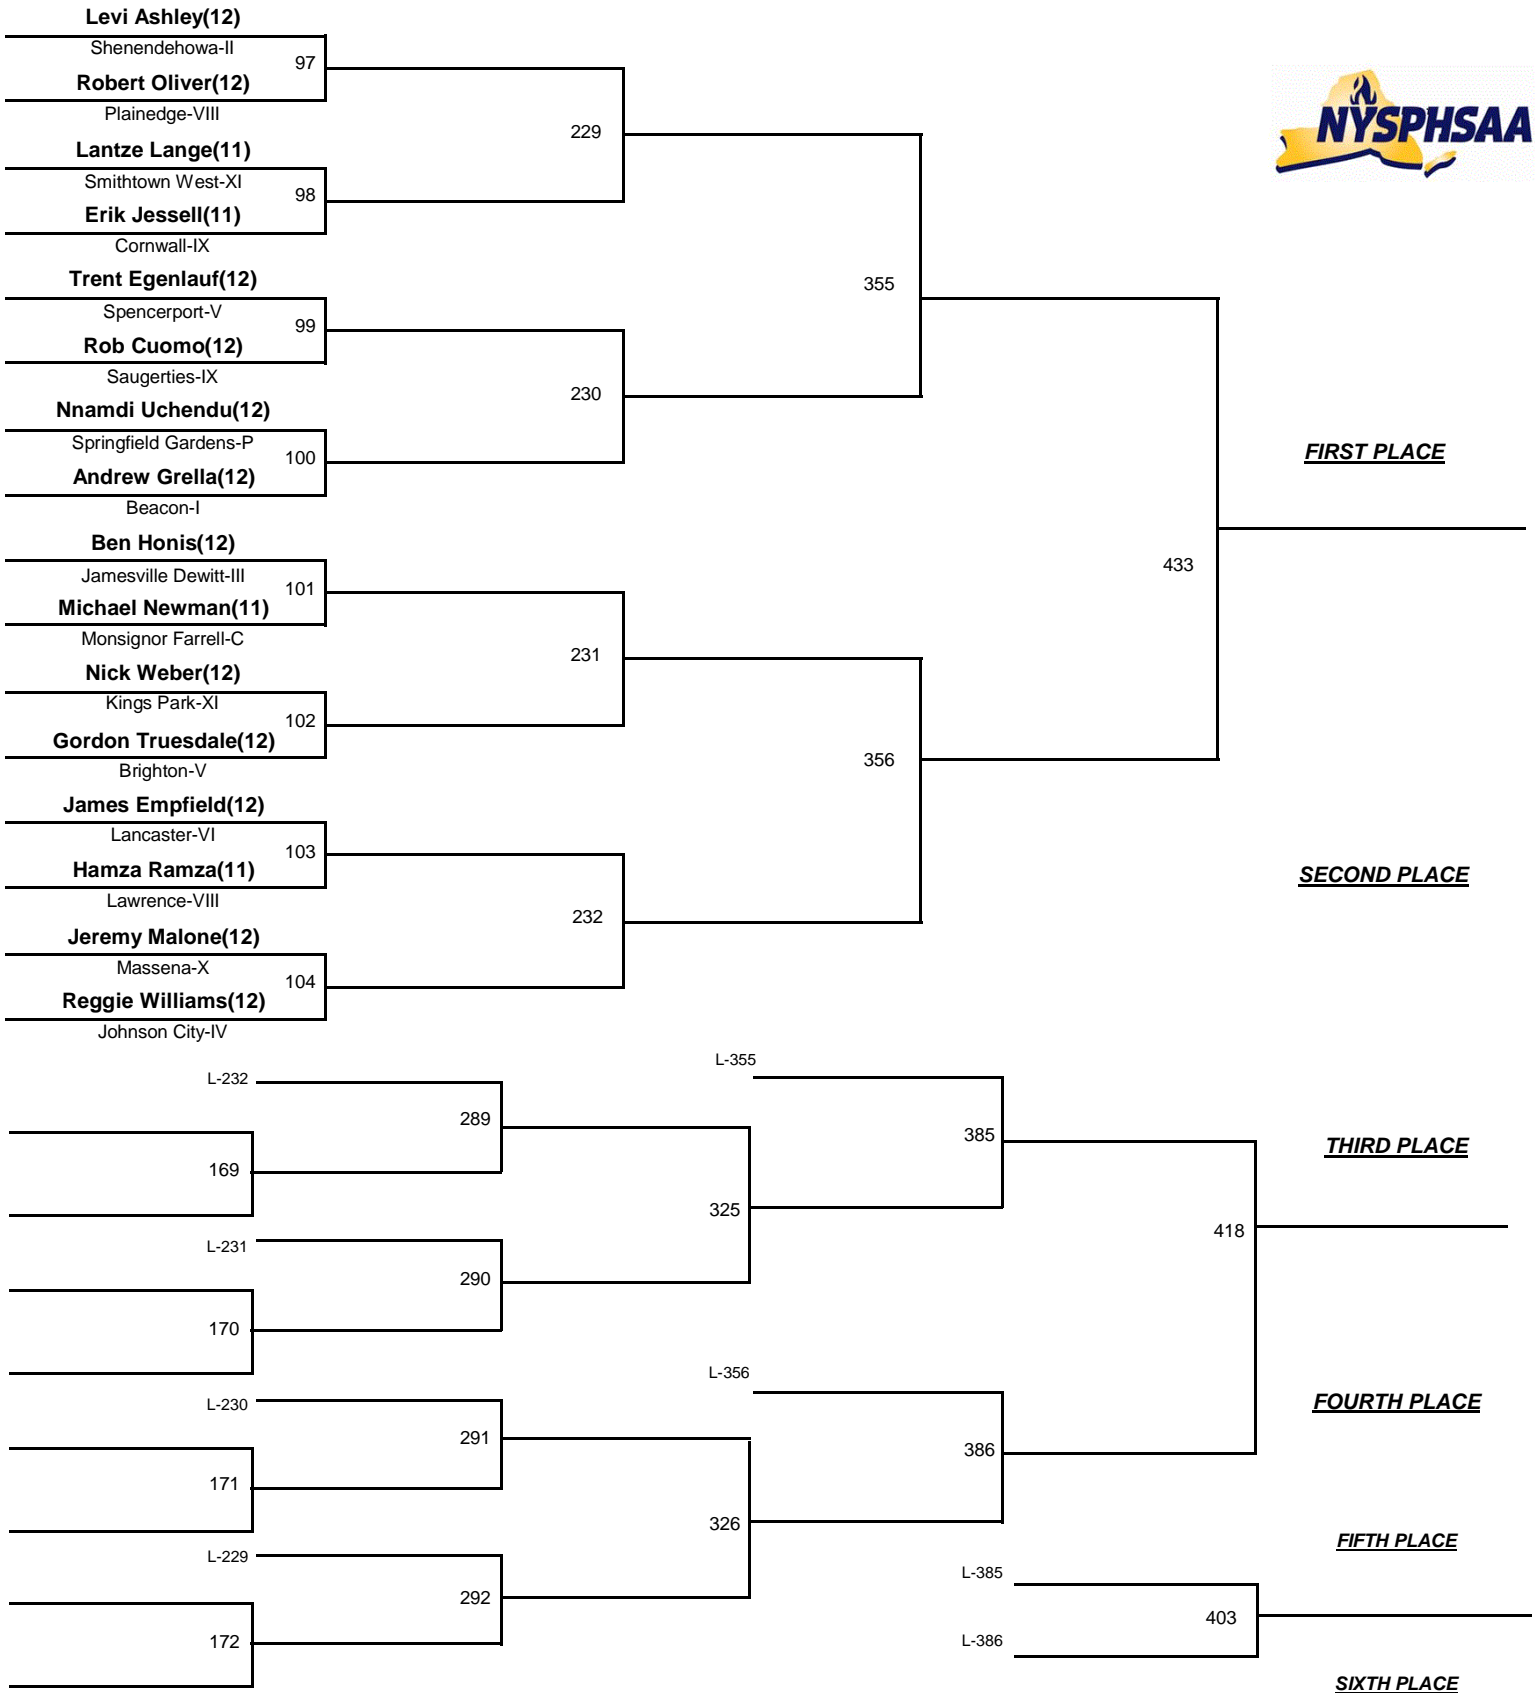 Levi Ashley(12)
Shenendehowa-II
97
Robert Oliver(12)
Plainedge-VIII
229
Lantze Lange(11)
Smithtown West-XI
98
Erik Jessell(11)
Cornwall-IX
NYSPHSAA
Trent Egenlauf(12)
355
Spencerport-V
99
Rob Cuomo(12)
Saugerties-IX
230
Nnamdi Uchendu(12)
Springfield Gardens-P
100
Andrew Grella(12)
Beacon-I
FIRST PLACE
Ben Honis(12)
Jamesville Dewitt-III
101
Michael Newman(11)
Monsignor Farrell-C
433
231
Nick Weber(12)
Kings Park-XI
102
Gordon Truesdale(12)
Brighton-V
356
James Empfield(12)
Lancaster-VI
103
Hamza Ramza(11)
Lawrence-VIII
SECOND PLACE
232
Jeremy Malone(12)
Massena-X
104
Reggie Williams(12)
Johnson City-IV
L-355
L-232
289
385
THIRD PLACE
169
325
418
L-231
290
170
L-356
L-230
FOURTH PLACE
291
386
171
326
FIFTH PLACE
L-229
L-385
292
403
172
L-386
SIXTH PLACE